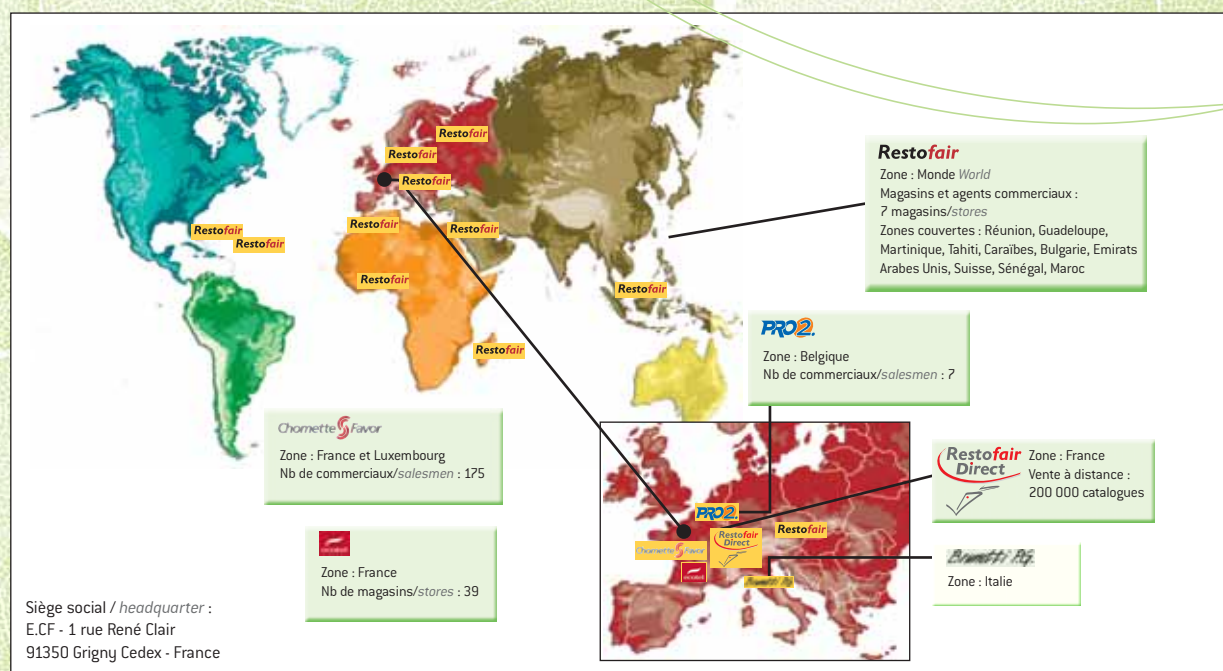 Restofair
Restofair
Restofair
Restofair
Restofair
Restofair
Restofair
Restofair
Restofair
Restofair
Restofair
Zone : Monde World
Magasins et agents commerciaux :
7 magasins/stores
Zones couvertes : Réunion, Guadeloupe,
Martinique, Tahiti, Caraïbes, Bulgarie, Emirats
Arabes Unis, Suisse, Sénégal, Maroc
PRO2.
Zone : Belgique
Nb de commerciaux/salesmen : 7
Chomette Favor
Zone : France et Luxembourg
Nb de commerciaux/salesmen : 175
Zone : France
Nb de magasins/stores : 39
Restofair
Direct
Zone : France
Vente à distance :
200 000 catalogues
Brunetti P.G.
Zone : Italie
PRO2.
Chomette Favor
Restofair
Direct
Restofair
Brunetti P.G.
Siège social / headquarter :
E.CF - 1 rue René Clair
91350 Grigny Cedex - France